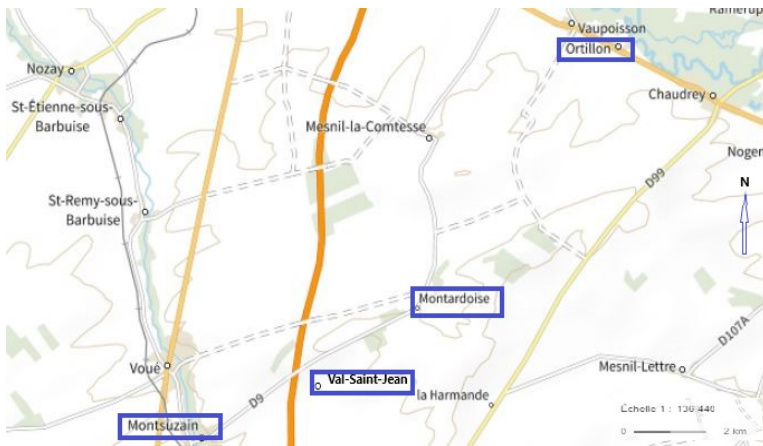 Ramerup
Vaupoisson
Ortillon
Nozay
Chaudrey
St-Étienne-sous-
Barbuise
Mesnil-la-Comtesse
Noger
D99
N
St-Remy-sous-
Barbuise
Montardoise
D107A
Voué
Val-Saint-Jean
Mesnil-Lettre
la Harmande
D9
Montsuzain
Échelle 1 : 136 440
0 2 km